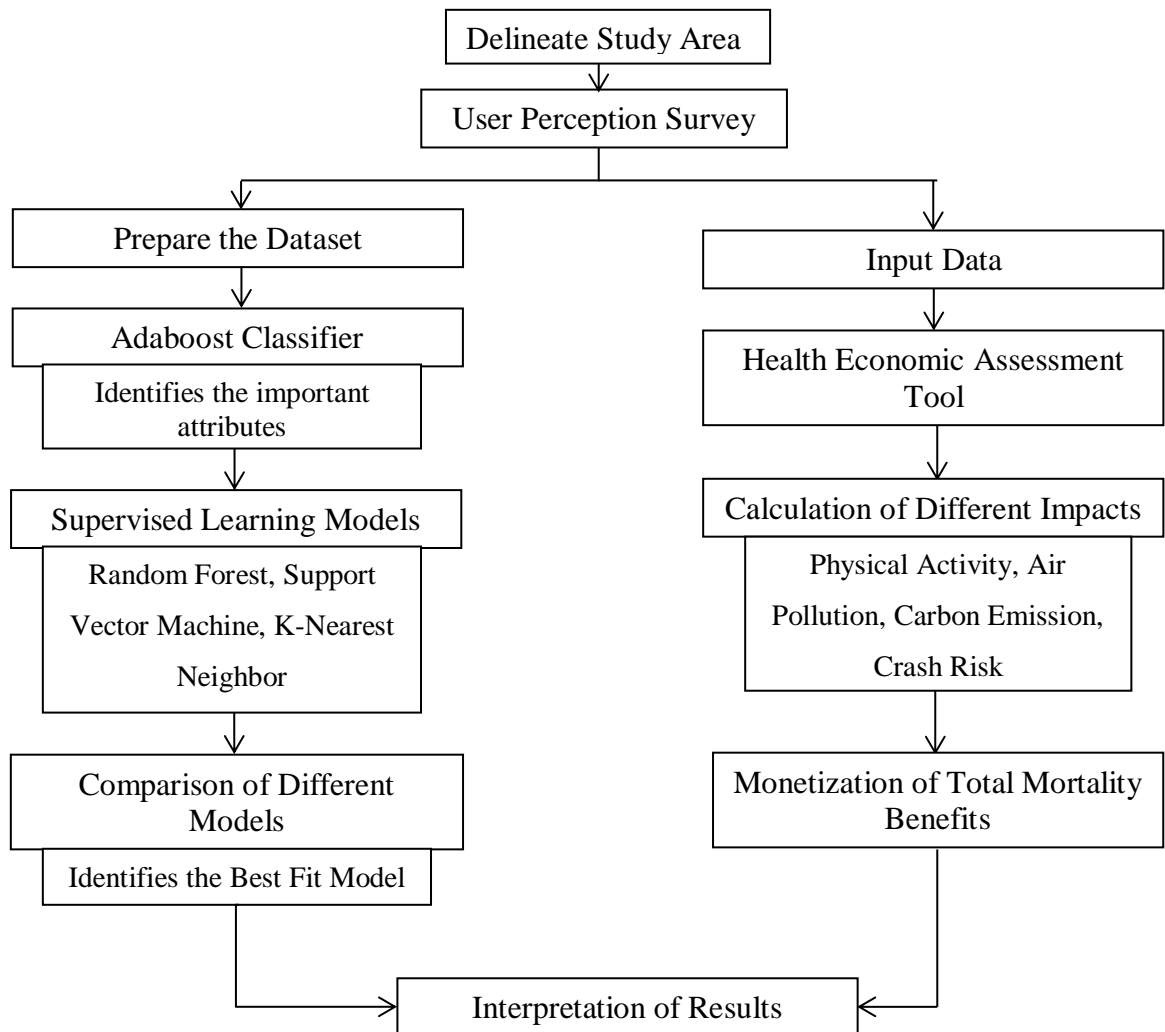 Delineate Study Area
User Perception Survey
Prepare the Dataset
Adaboost Classifier
Identifies the important
attributes
Supervised Learning Models
Random Forest, Support
Vector Machine, K-Nearest
Neighbor
Comparison of Different
Models
Identifies the Best Fit Model
Input Data
Health Economic Assessment
Tool
Calculation of Different Impacts
Physical Activity, Air
Pollution, Carbon Emission,
Crash Risk
Monetization of Total Mortality
Benefits
Interpretation of Results